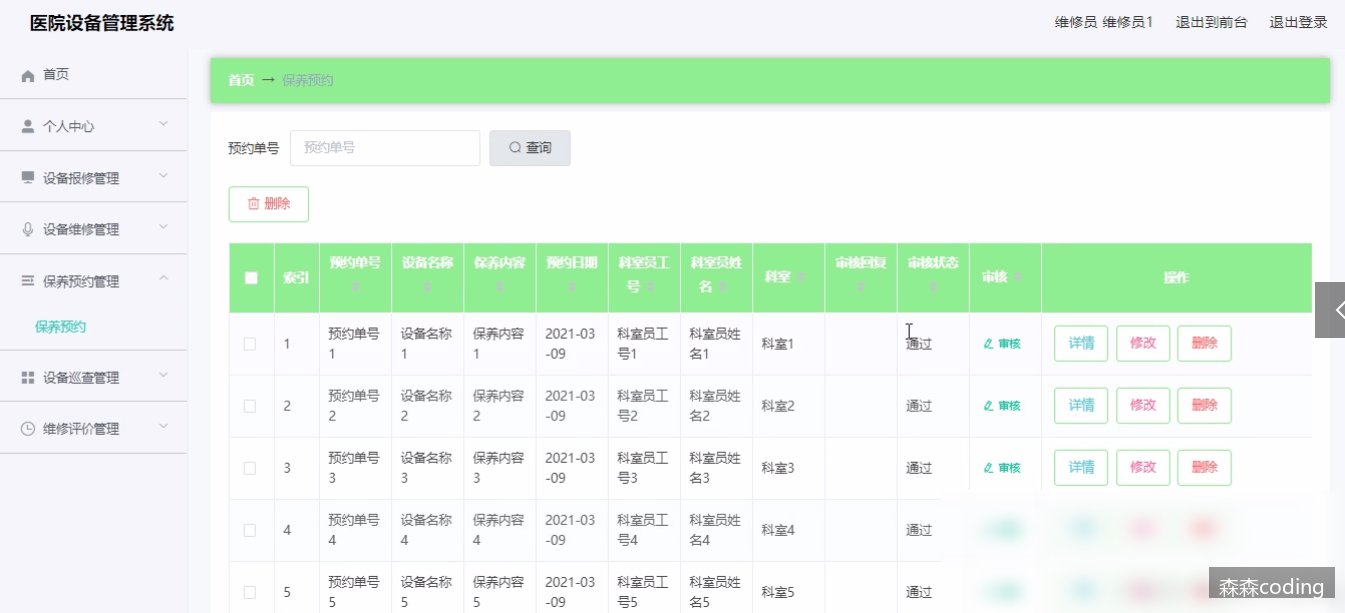 医院设备管理系统
维修员 维修员1 退出到前台 退出登录
首页
个人中心
设备报修管理
设备维修管理
保养预约管理
保养预约
设备巡查管理
维修评价管理
首页 → 保养预约
预约单号 预约单号 查询
删除
索引 预约单号 设备名称 保养内容 预约日期 科室员工号 科室员姓名 科室 审核回复 审核状态 审核 操作
1 预约单号1 设备名称1 保养内容1 2021-03-09 科室员工号1 科室员姓名1 科室1 通过 审核 详情 修改 删除
2 预约单号2 设备名称2 保养内容2 2021-03-09 科室员工号2 科室员姓名2 科室2 通过 审核 详情 修改 删除
3 预约单号3 设备名称3 保养内容3 2021-03-09 科室员工号3 科室员姓名3 科室3 通过 审核 详情 修改 删除
4 预约单号4 设备名称4 保养内容4 2021-03-09 科室员工号4 科室员姓名4 科室4 通过
5 预约单号5 设备名称5 保养内容5 2021-03-09 科室员工号5 科室员姓名5 科室5 通过
森森coding